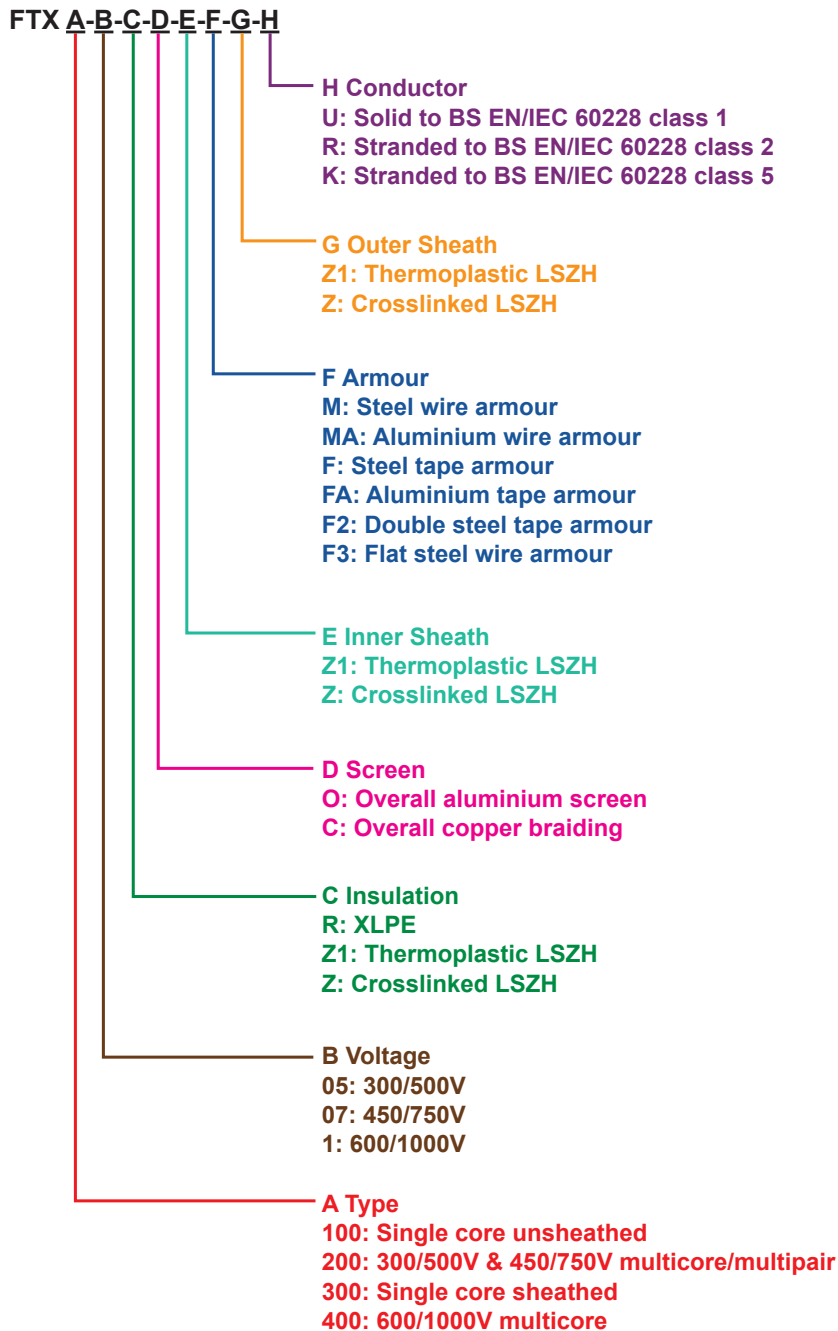 FTX A-B-C-D-E-F-G-H
H Conductor
U: Solid to BS EN/IEC 60228 class 1
R: Stranded to BS EN/IEC 60228 class 2
K: Stranded to BS EN/IEC 60228 class 5
G Outer Sheath
Z1: Thermoplastic LSZH
Z: Crosslinked LSZH
F Armour
M: Steel wire armour
MA: Aluminium wire armour
F: Steel tape armour
FA: Aluminium tape armour
F2: Double steel tape armour
F3: Flat steel wire armour
E Inner Sheath
Z1: Thermoplastic LSZH
Z: Crosslinked LSZH
D Screen
O: Overall aluminium screen
C: Overall copper braiding
C Insulation
R: XLPE
Z1: Thermoplastic LSZH
Z: Crosslinked LSZH
B Voltage
05: 300/500V
07: 450/750V
1: 600/1000V
A Type
100: Single core unsheathed
200: 300/500V & 450/750V multicore/multipair
300: Single core sheathed
400: 600/1000V multicore